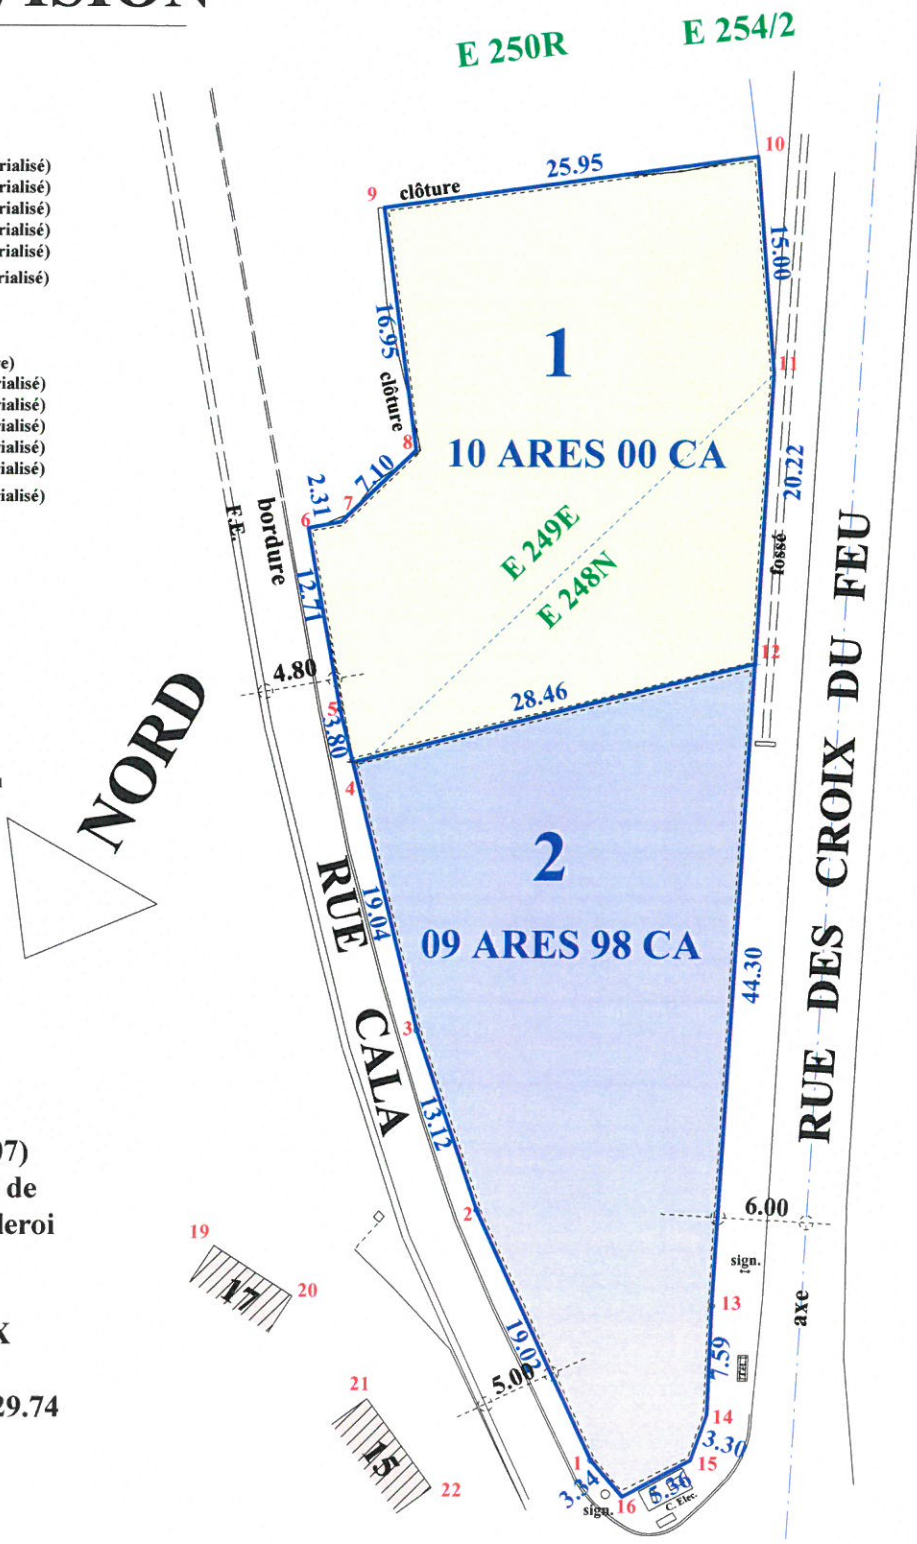 E 250R
E 254/2
rialisé)
rialisé)
rialisé)
rialisé)
rialisé)
rialisé)
10
25.95
9
clôture
15.00
16.95
1
11
clôture
8
10 ARES 00 CA
7.10
20.22
2.31
7
6
F.E.
bordure
E 249E
E 248N
fossé
re)
rialisé)
rialisé)
rialisé)
rialisé)
rialisé)
rialisé)
12.71
12
4.80
28.46
5
3.80
4
NORD
2
RUE CALA
19.04
09 ARES 98 CA
44.30
RUE DES CROIX DU FEU
3
13.12
07)
de
leroi
2
6.00
19
17
20
sign.
13
axe
X
19.02
7.59
5.00
29.74
21
15
22
14
3.30
1
15
3.34
5.36
sign.
16
C. Elec.